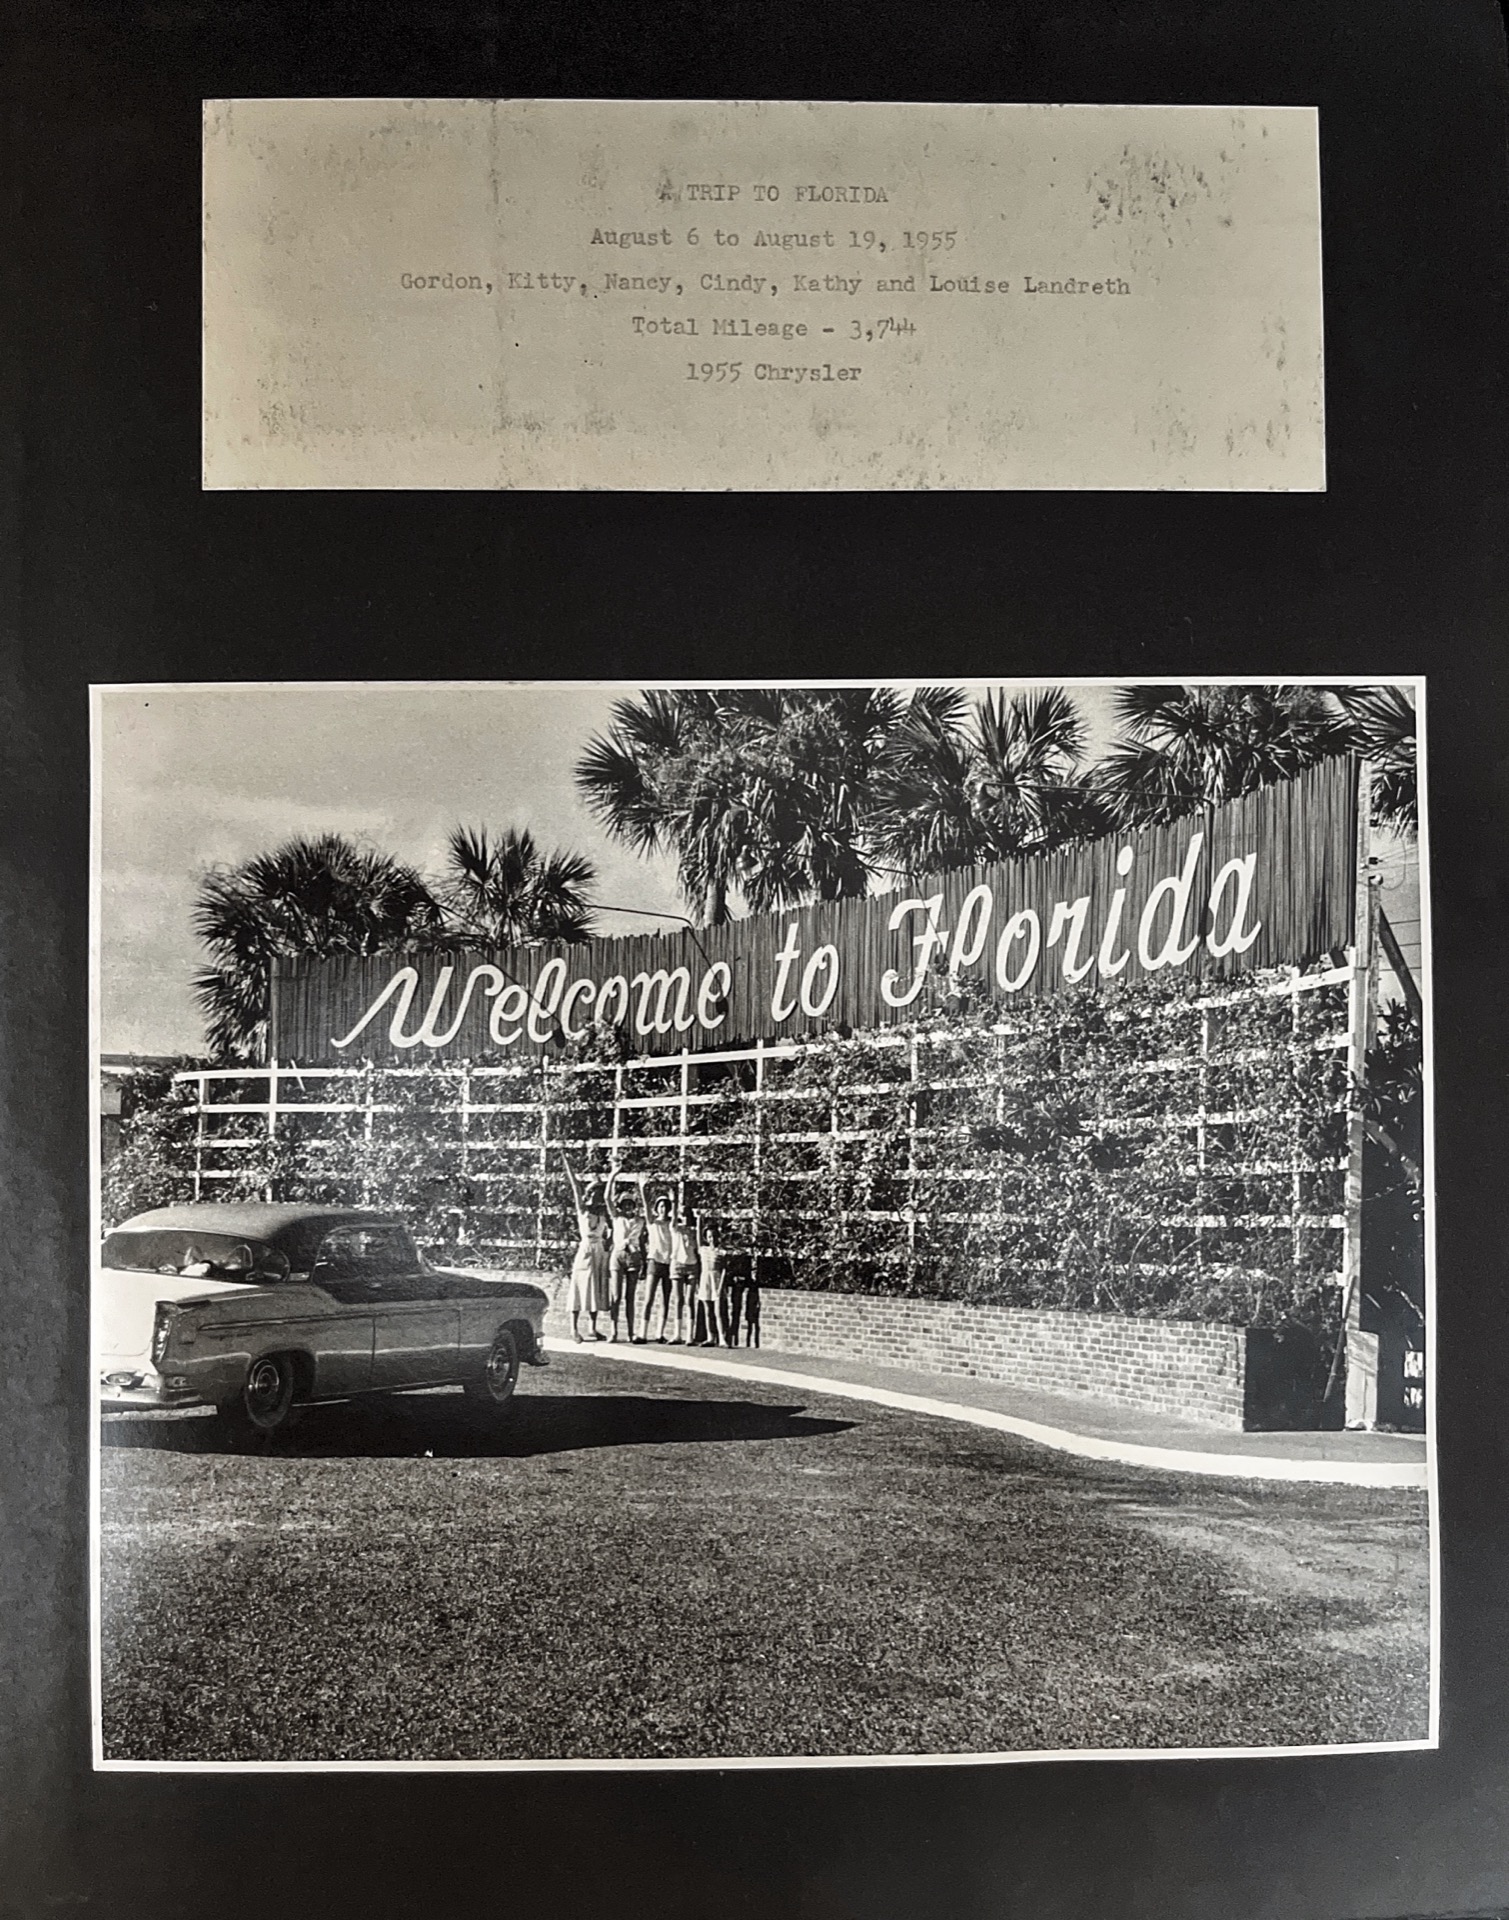 A TRIP TO FLORIDA
August 6 to August 19, 1955
Gordon, Kitty, Nancy, Cindy, Kathy and Louise Landreth
Total Mileage - 3,744
1955 Chrysler
Welcome to Florida